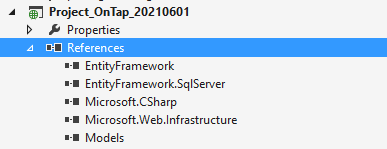 Project_OnTap_20210601
Properties
References
EntityFramework
EntityFramework.SqlServer
Microsoft.CSharp
Microsoft.Web.Infrastructure
Models